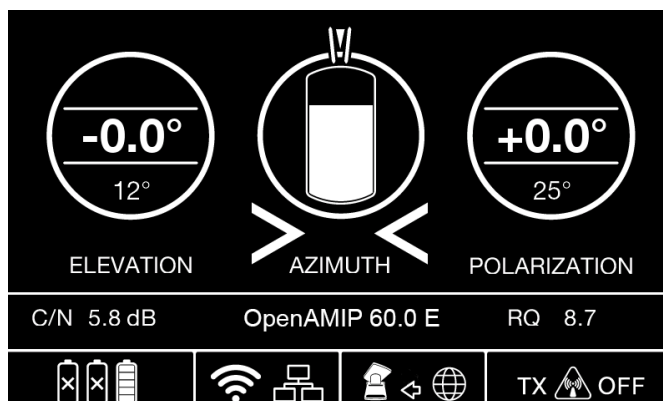 -0.0° +0.0°
12° 25°
ELEVATION AZIMUTH POLARIZATION
C/N 5.8 dB OpenAMIP 60.0 E RQ 8.7
TX OFF